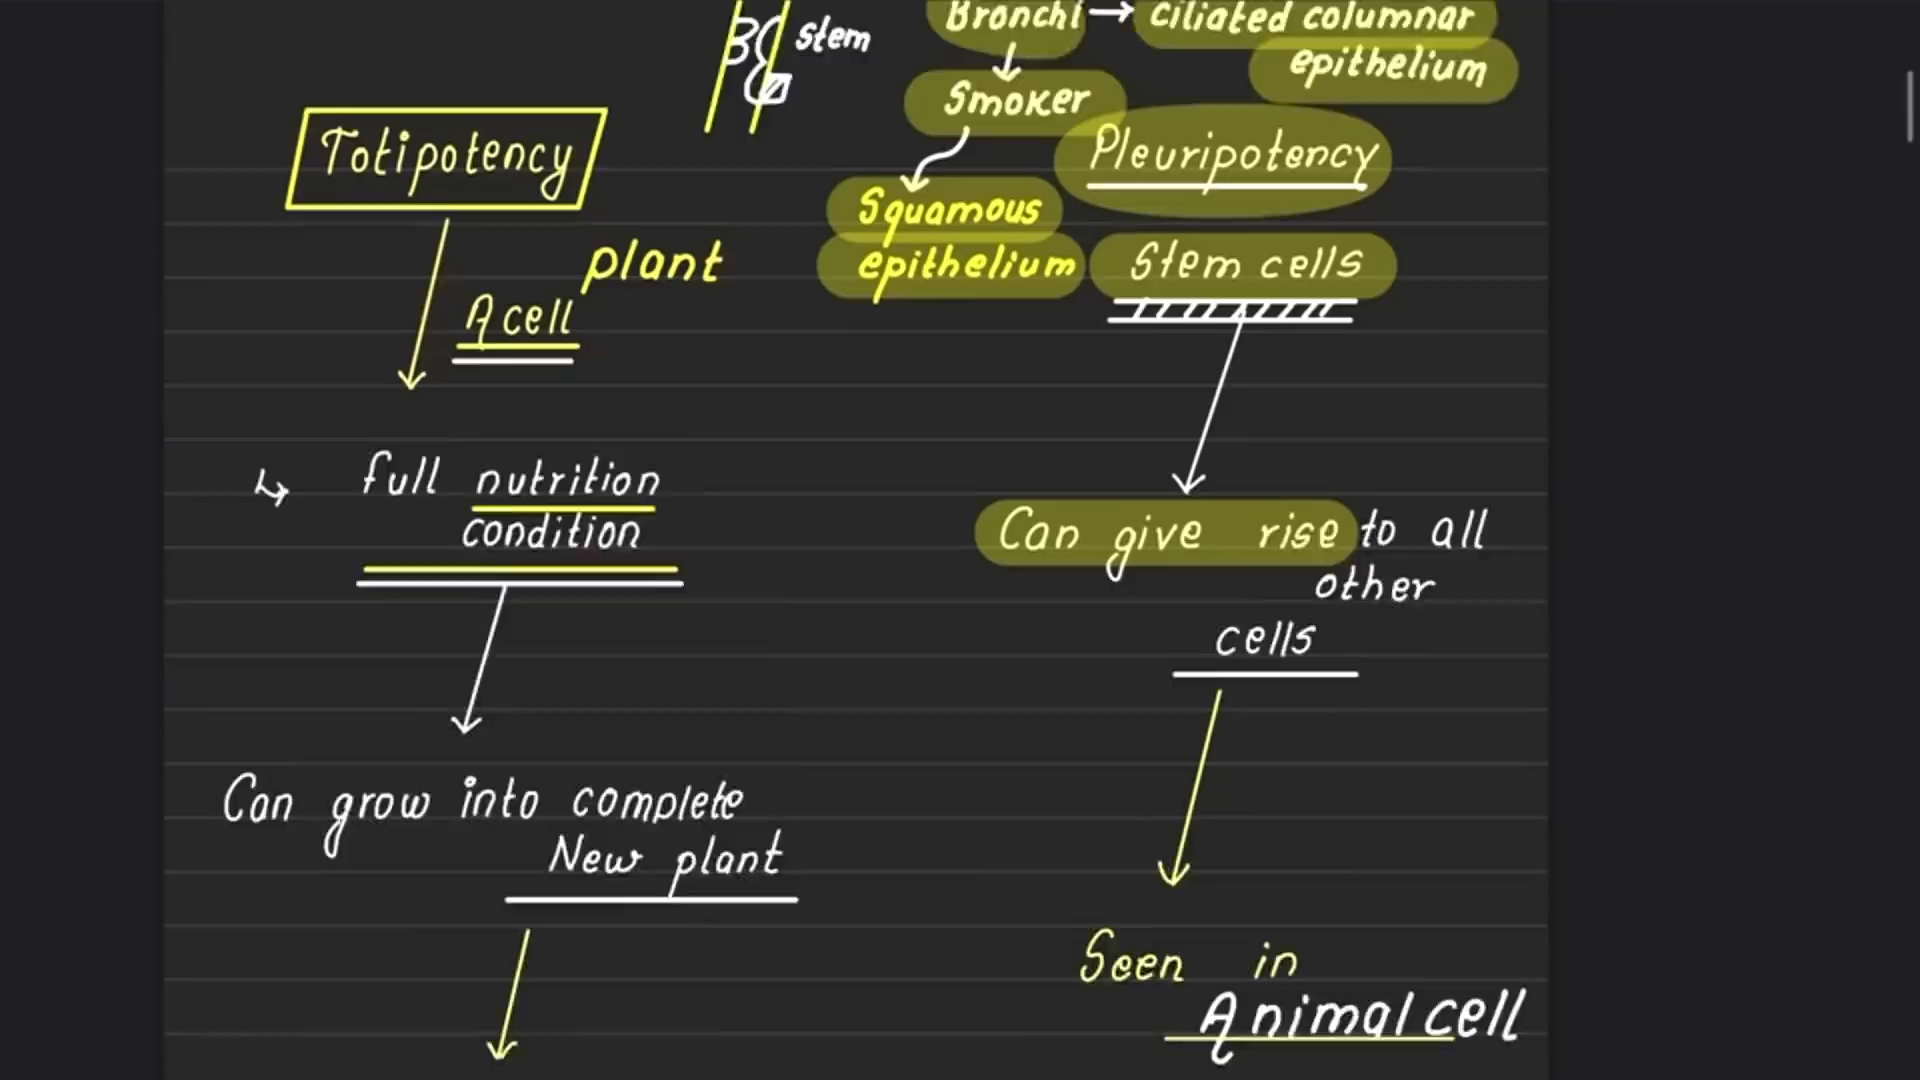 Bronchi → ciliated columnar
epithelium
stem
Smoker
Totipotency
Pleuripotency
Squamous
epithelium
Stem cells
plant
A cell
↳ full nutrition
condition
Can give rise to all
other
cells
Can grow into complete
New plant
Seen in
Animal cell